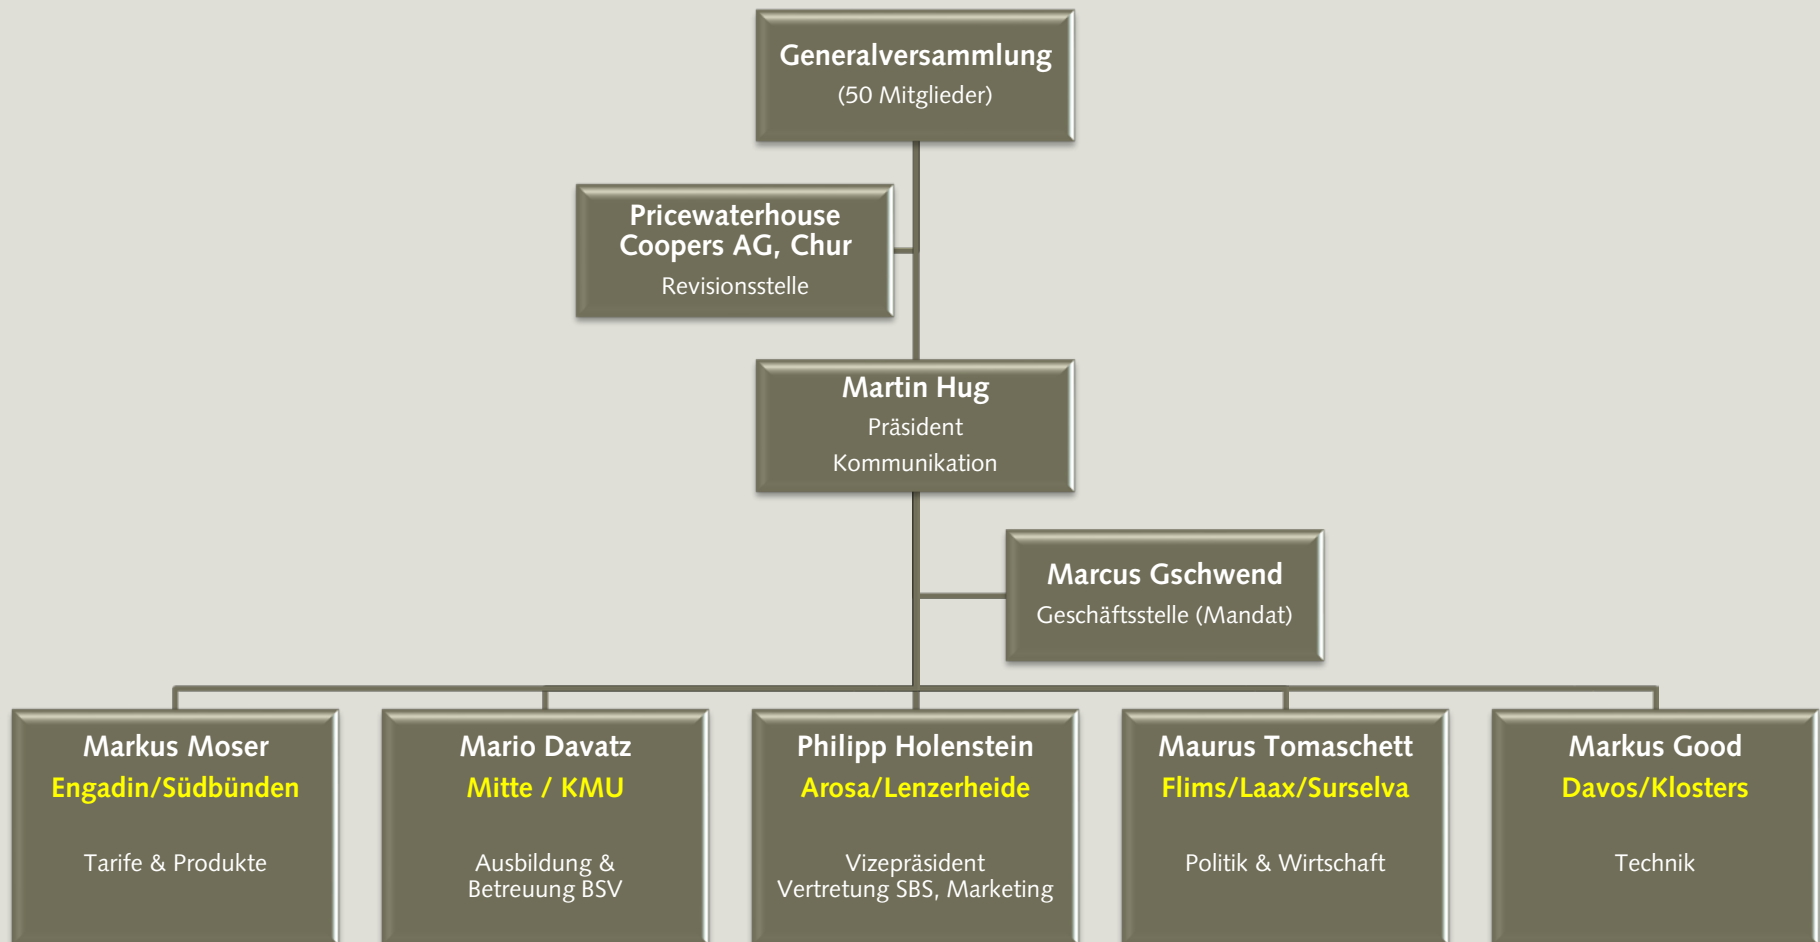 Generalversammlung
(50 Mitglieder)
Pricewaterhouse
Coopers AG, Chur
Revisionsstelle
Martin Hug
Präsident
Kommunikation
Marcus Gschwend
Geschäftsstelle (Mandat)
Markus Moser
Engadin/Südbünden
Tarife & Produkte
Mario Davatz
Mitte / KMU
Ausbildung &
Betreuung BSV
Philipp Holenstein
Arosa/Lenzerheide
Vizepräsident
Vertretung SBS, Marketing
Maurus Tomaschett
Flims/Laax/Surselva
Politik & Wirtschaft
Markus Good
Davos/Klosters
Technik